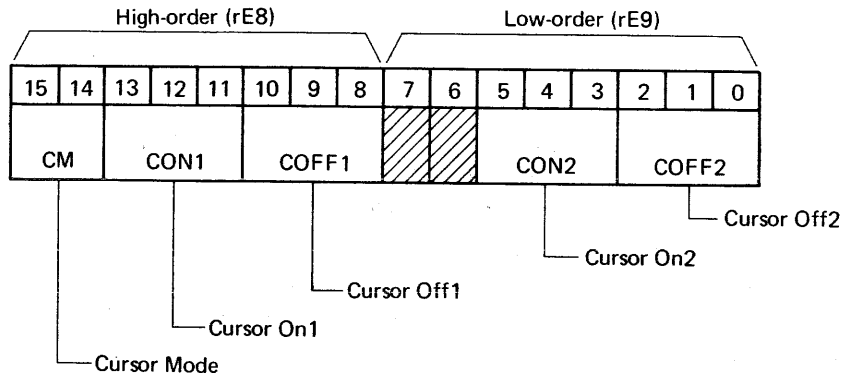 High-order (rE8) Low-order (rE9)
15 14 13 12 11 10 9 8 7 6 5 4 3 2 1 0
CM CON1 COFF1 CON2 COFF2
Cursor Off2
Cursor On2
Cursor Off1
Cursor On1
Cursor Mode